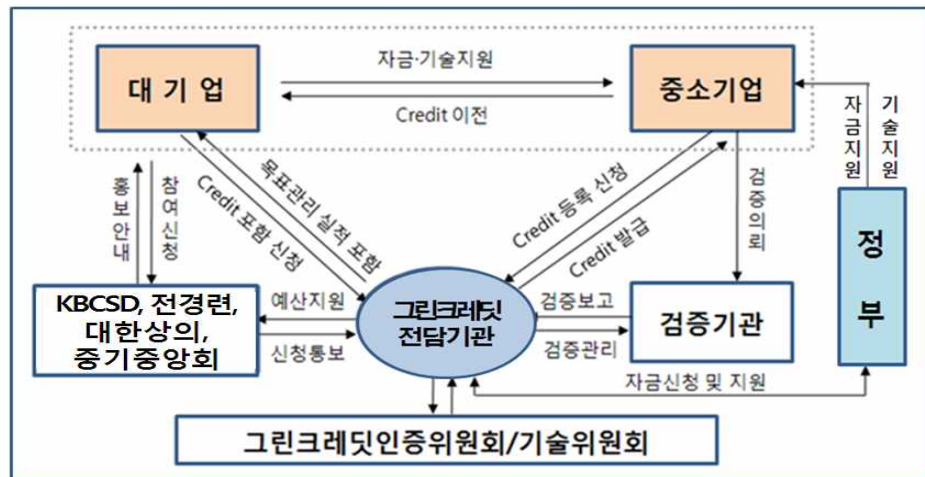 자금·기술지원
대 기 업
중소기업
Credit 이전
자금지원
기술지원
홍보안내
참여신청
Credit 포함 신청
목표관리 실적 포함
Credit 등록 신청
Credit 발급
검증의뢰
정
부
KBCSD, 전경련,
대한상의,
중기중앙회
예산지원
신청통보
그린크레딧
전담기관
검증보고
검증관리
검증기관
자금신청 및 지원
그린크레딧인증위원회/기술위원회